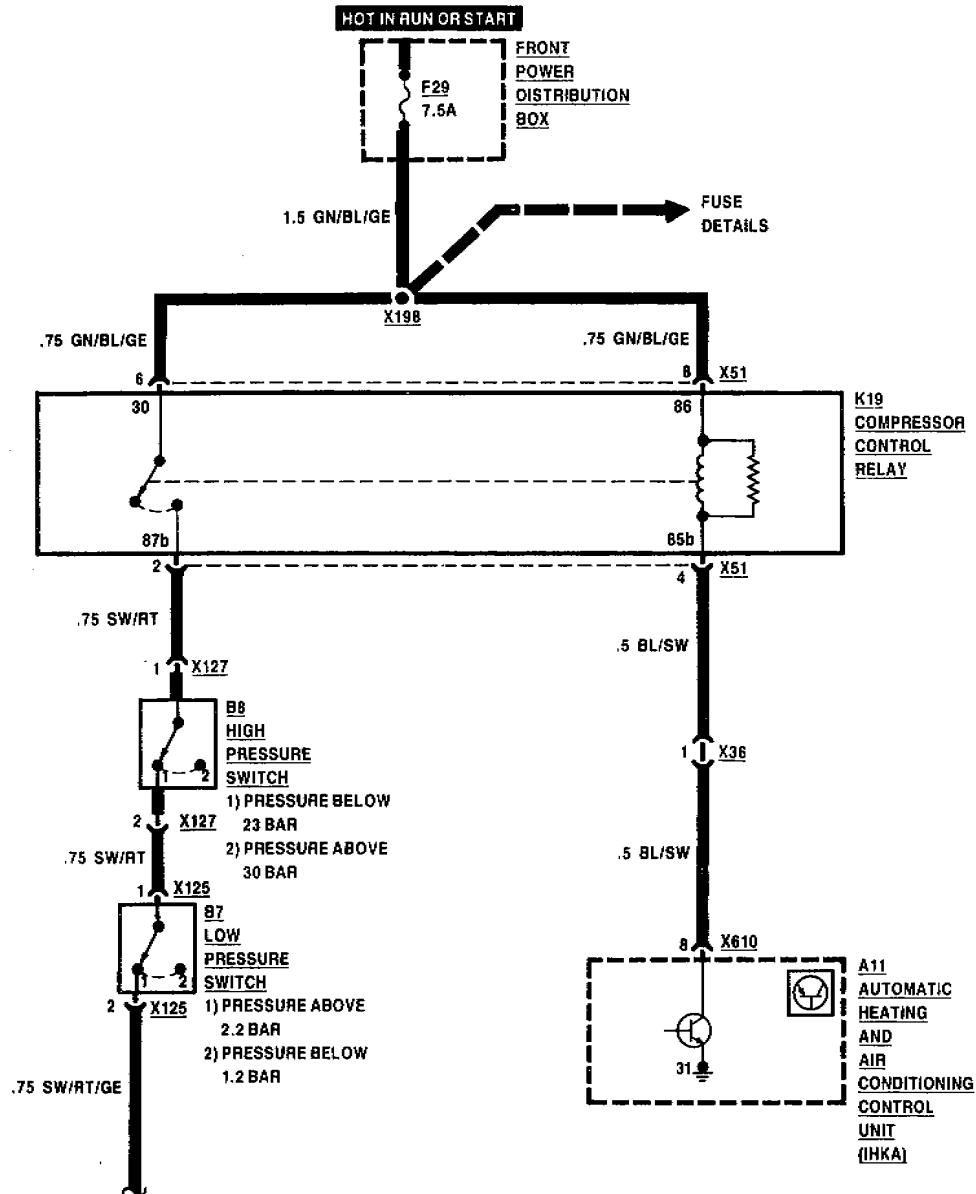 HOT IN RUN OR START
FRONT
POWER
DISTRIBUTION
BOX
F29
7.5A
1.5 GN/BL/GE
FUSE
DETAILS
X198
.75 GN/BL/GE
.75 GN/BL/GE
6
8
X51
30
86
K19
COMPRESSOR
CONTROL
RELAY
87b
85b
2
4
X51
.75 SW/RT
.5 BL/SW
1
X127
B8
HIGH
PRESSURE
SWITCH
1) PRESSURE BELOW
23 BAR
2) PRESSURE ABOVE
30 BAR
1
2
1
X36
2
X127
.75 SW/RT
.5 BL/SW
1
X125
B7
LOW
PRESSURE
SWITCH
1) PRESSURE ABOVE
2.2 BAR
2) PRESSURE BELOW
1.2 BAR
1
2
8
X610
2
X125
A11
AUTOMATIC
HEATING
AND
AIR
CONDITIONING
CONTROL
UNIT
(IHKA)
31
.75 SW/RT/GE